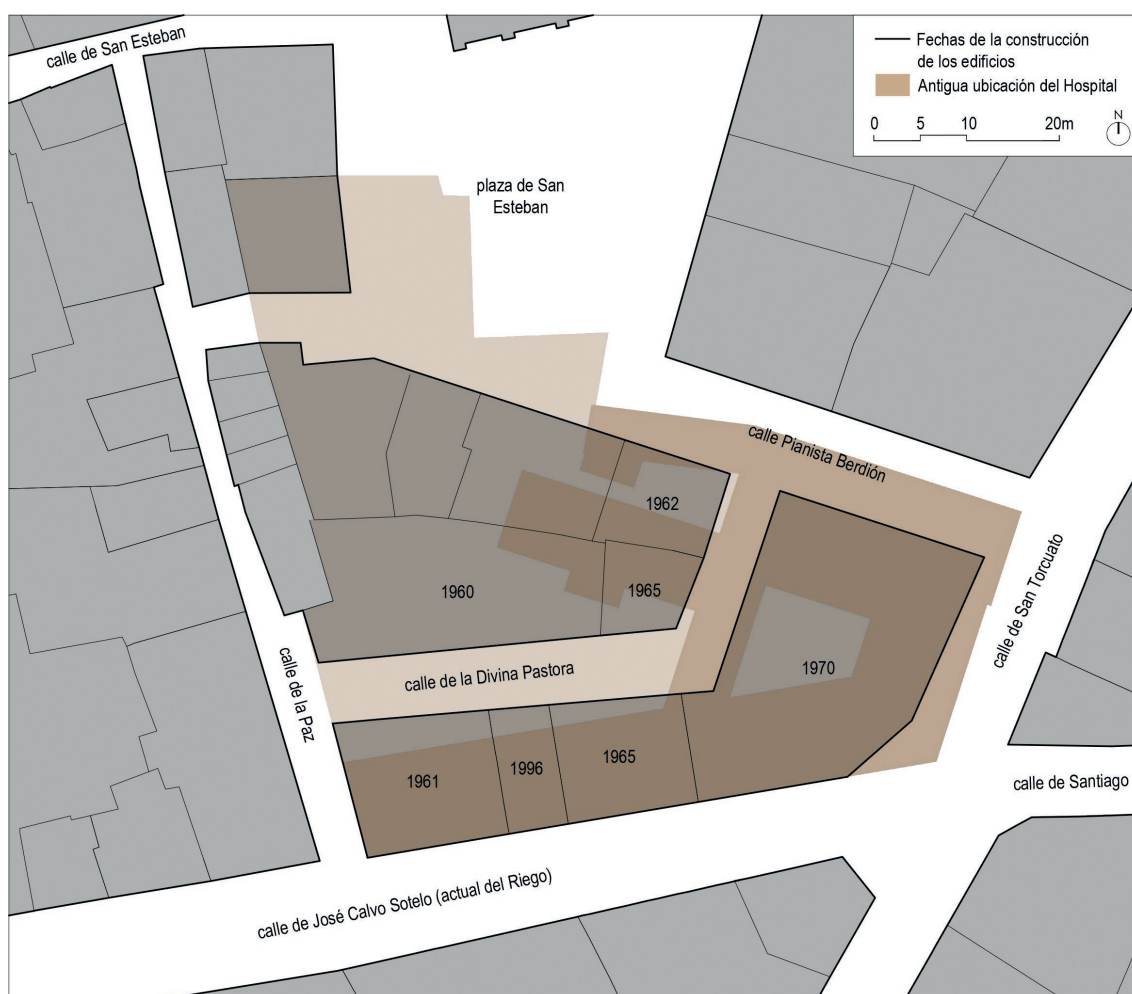 calle de San Esteban
Fechas de la construcción
de los edificios
Antigua ubicación del Hospital
0 5 10 20m
N
plaza de San
Esteban
calle Pianista Berdión
1962
1960
1965
calle de San Torcuato
calle de la Paz
calle de la Divina Pastora
1970
1961
1996
1965
calle de Santiago
calle de José Calvo Sotelo (actual del Riego)